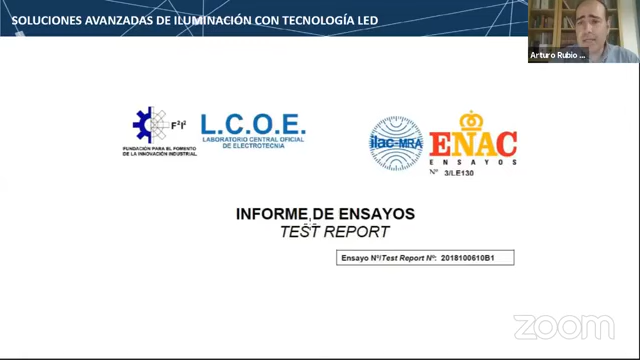 SOLUCIONES AVANZADAS DE ILUMINACIÓN CON TECNOLOGÍA LED
Arturo Rubio ...
F²I²
FUNDACIÓN PARA EL FOMENTO
DE LA INNOVACIÓN INDUSTRIAL
L.C.O.E.
LABORATORIO CENTRAL OFICIAL
DE ELECTROTECNIA
ilac-MRA
ENAC
ENSAYOS
Nº 3/LE130
INFORME DE ENSAYOS
TEST REPORT
Ensayo Nº/Test Report Nº: 2018100610B1
zoom